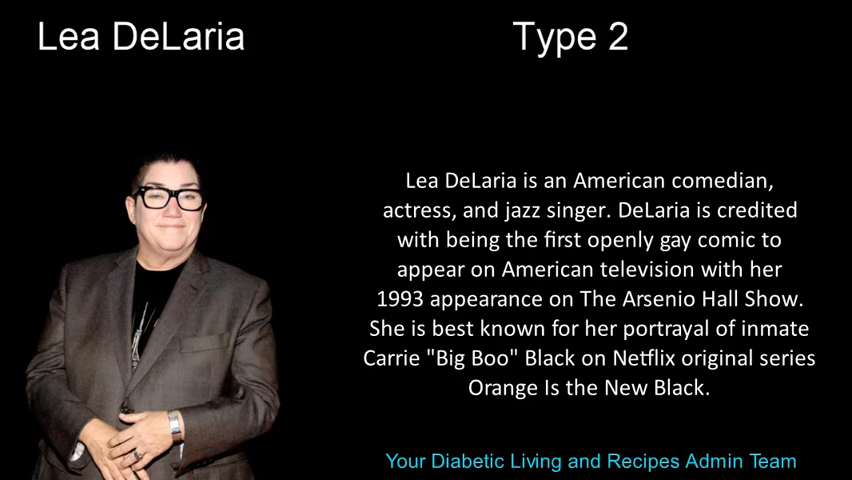 Lea DeLaria
Type 2
Lea DeLaria is an American comedian,
actress, and jazz singer. DeLaria is credited
with being the first openly gay comic to
appear on American television with her
1993 appearance on The Arsenio Hall Show.
She is best known for her portrayal of inmate
Carrie "Big Boo" Black on Netflix original series
Orange Is the New Black.
Your Diabetic Living and Recipes Admin Team